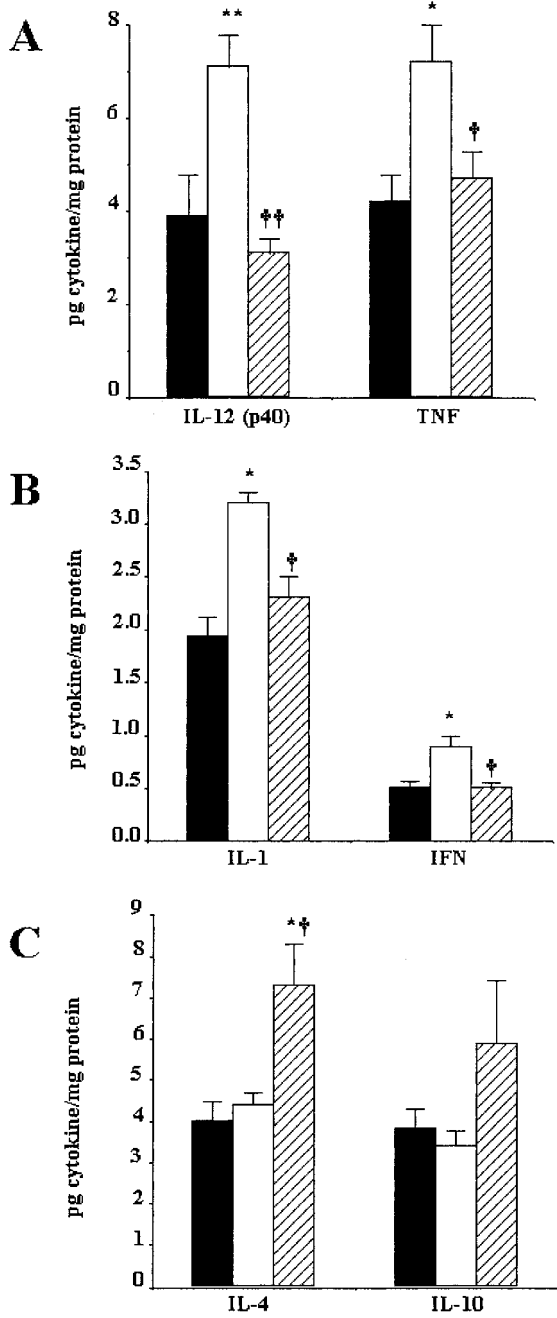 A
pg cytokine/mg protein
8
6
4
2
0
**
††
*
†
IL-12 (p40)
TNF
B
pg cytokine/mg protein
3.5
3.0
2.5
2.0
1.5
1.0
0.5
0.0
*
†
*
†
IL-1
IFN
C
pg cytokine/mg protein
9
8
7
6
5
4
3
2
1
0
*†
IL-4
IL-10